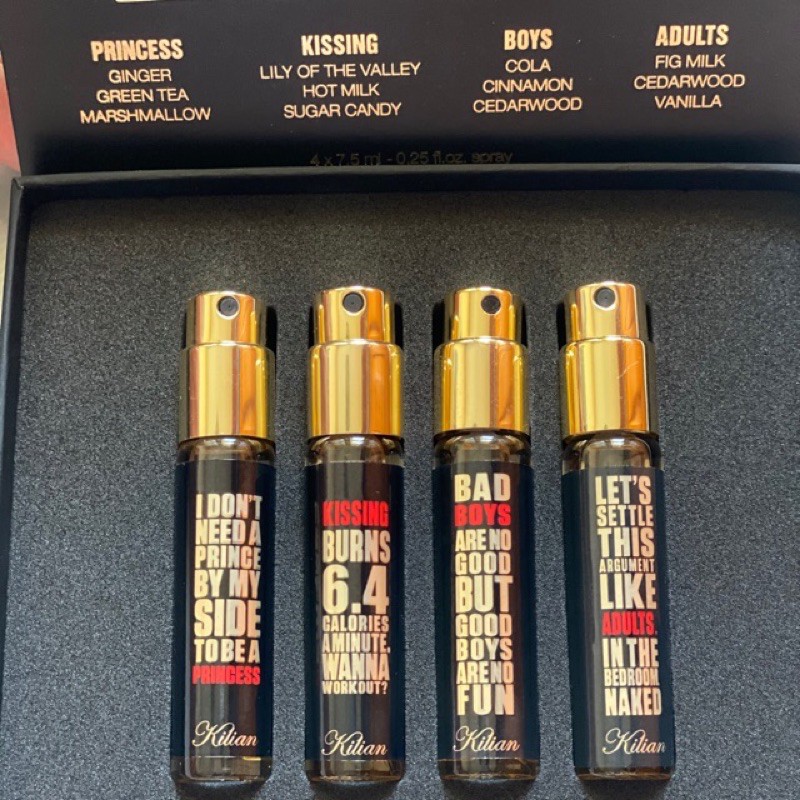 PRINCESS
GINGER
GREEN TEA
MARSHMALLOW
KISSING
LILY OF THE VALLEY
HOT MILK
SUGAR CANDY
BOYS
COLA
CINNAMON
CEDARWOOD
ADULTS
FIG MILK
CEDARWOOD
VANILLA
4 x 7.5 ml - 0.25 fl.oz. spray
I DON'T
NEED A
PRINCE
BY MY
SIDE
TO BE A
PRINCESS
Kilian
KISSING
BURNS
6.4
CALORIES
A MINUTE.
WANNA
WORKOUT?
Kilian
BAD
BOYS
ARE NO
GOOD
BUT
GOOD
BOYS
ARE NO
FUN
Kilian
LET'S
SETTLE
THIS
ARGUMENT
LIKE
ADULTS.
IN THE
BEDROOM
NAKED
Kilian